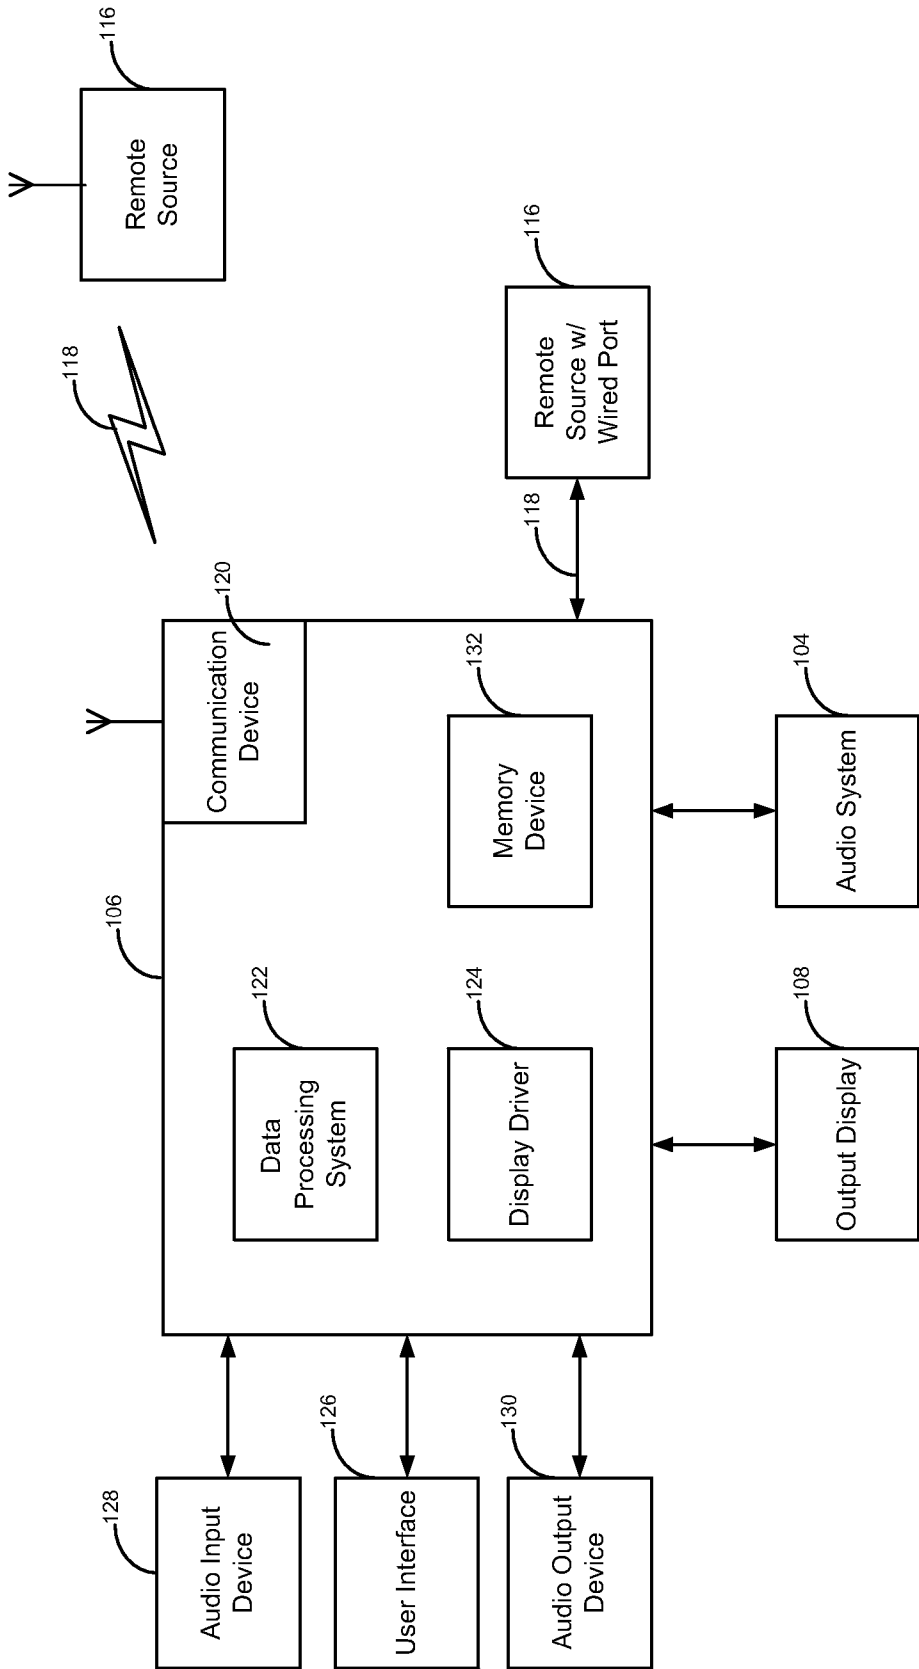 116
Remote
Source
118
116
Remote
Source w/
Wired Port
118
120
Communication
Device
132
Memory
Device
104
Audio System
106
122
Data
Processing
System
124
Display Driver
108
Output Display
128
Audio Input
Device
126
User Interface
130
Audio Output
Device